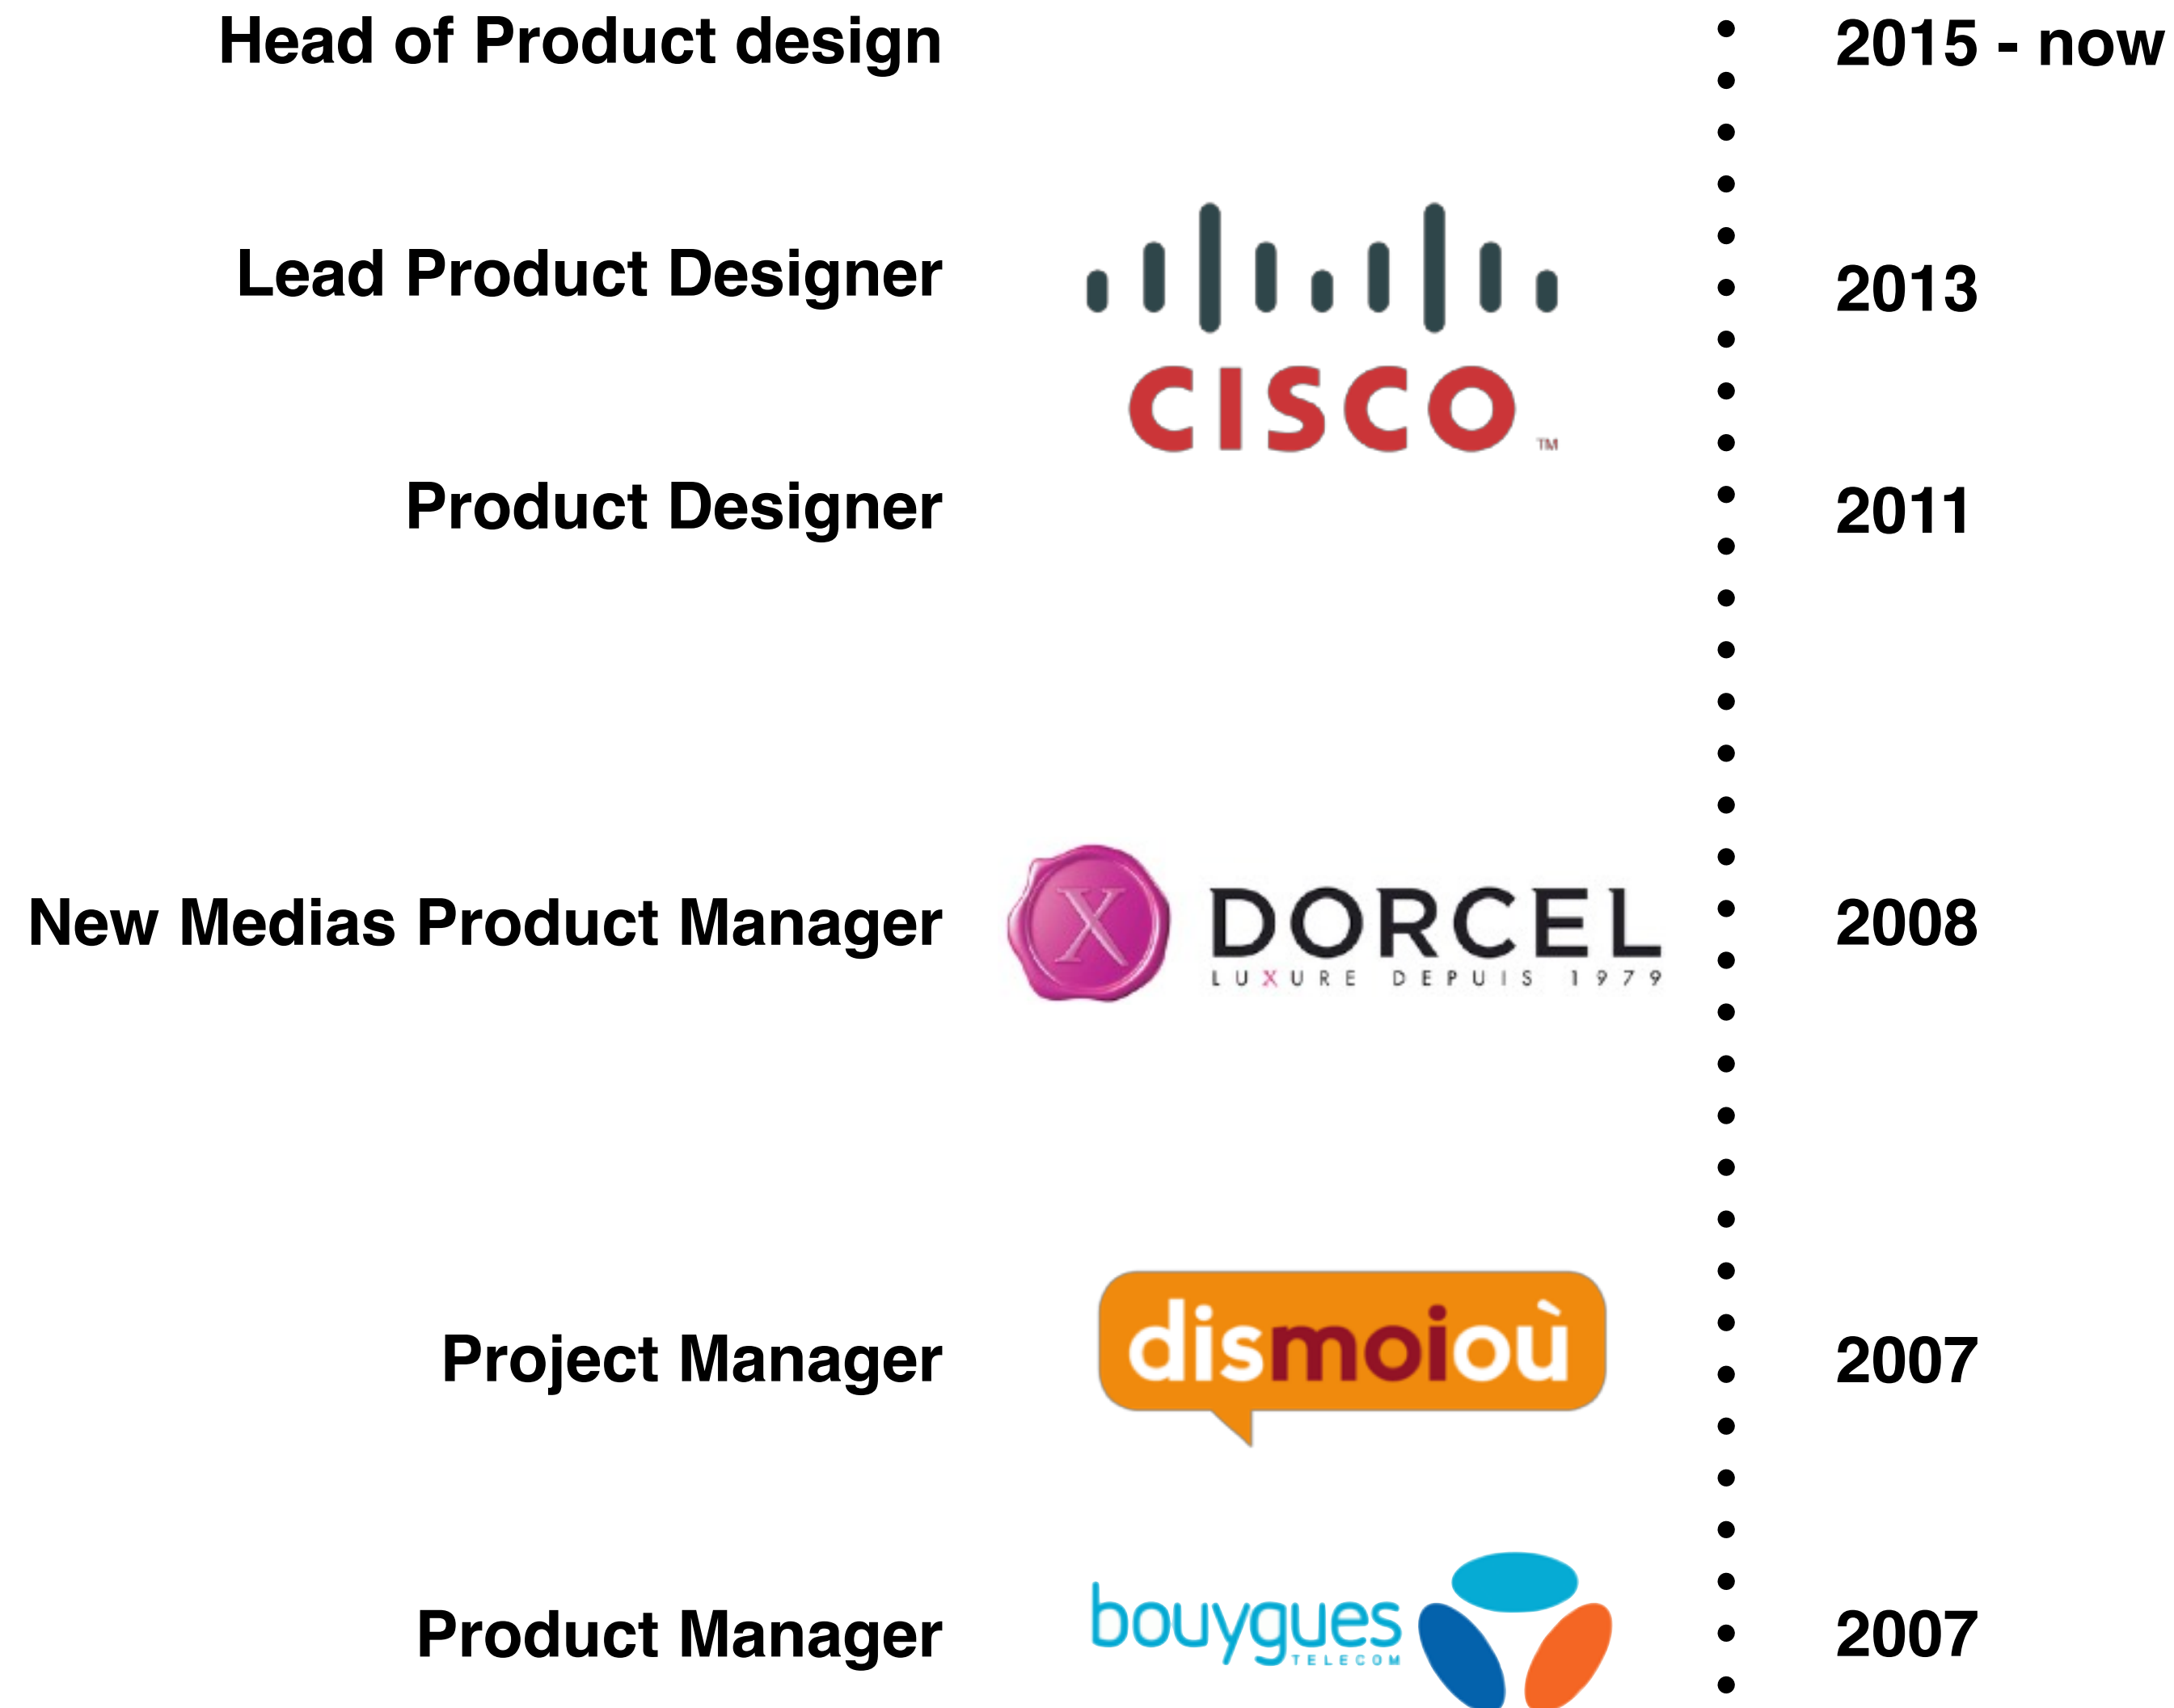 Head of Product design 2015 - now
Lead Product Designer 2013
CISCO TM
Product Designer 2011
New Medias Product Manager X DORCEL 2008
LUXURE DEPUIS 1979
Project Manager dismoioù 2007
Product Manager bouygues 2007
TELECOM